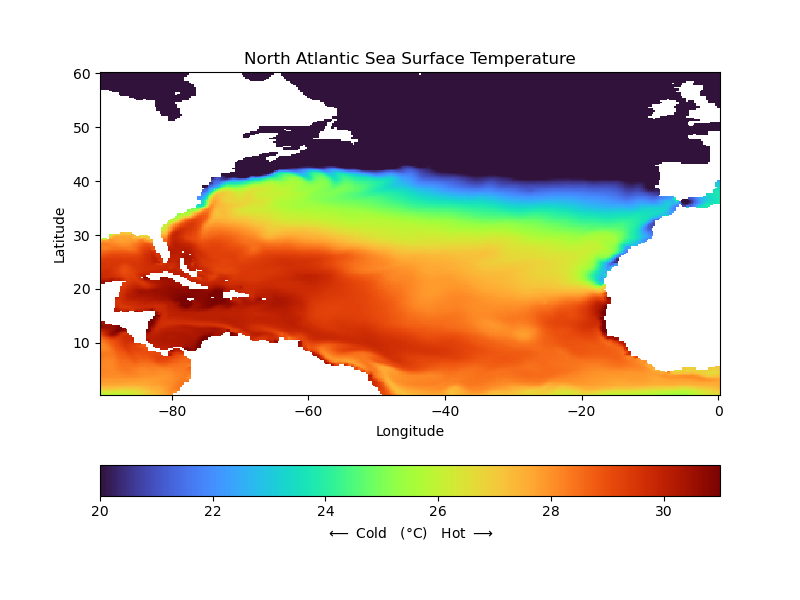 North Atlantic Sea Surface Temperature
60
50
40
30
20
10
Latitude
−80 −60 −40 −20 0
Longitude
20 22 24 26 28 30
⟵ Cold (°C) Hot ⟶